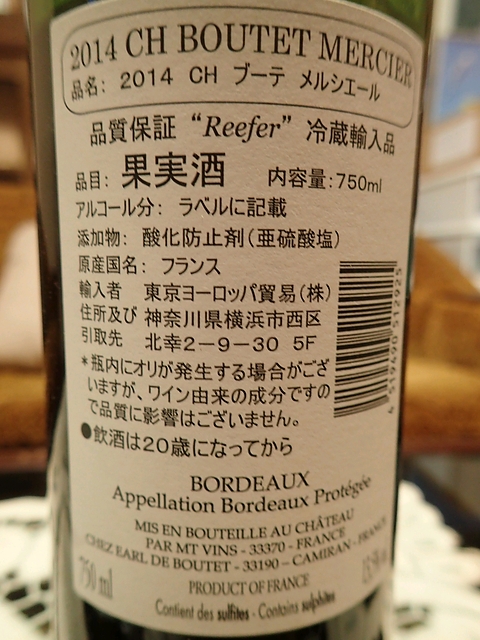 2014 CH BOUTET MERCIER
品名: 2014 CH ブーテ メルシエール
品質保証 “Reefer” 冷蔵輸入品
品目: 果実酒 内容量:750ml
アルコール分: ラベルに記載
添加物: 酸化防止剤(亜硫酸塩)
原産国名: フランス
輸入者 東京ヨーロッパ貿易(株)
住所及び 神奈川県横浜市西区
引取先 北幸2-9-30 5F
*瓶内にオリが発生する場合がござ
いますが、ワイン由来の成分ですの
で品質に影響はございません。
●飲酒は20歳になってから
4 519490 512925
BORDEAUX
Appellation Bordeaux Protégée
MIS EN BOUTEILLE AU CHÂTEAU
PAR MT VINS - 33370 - FRANCE
CHEZ EARL DE BOUTET - 33190 - CAMIRAN - FRANCE
750 ml
PRODUCT OF FRANCE
Contient des sulfites - Contains sulphites